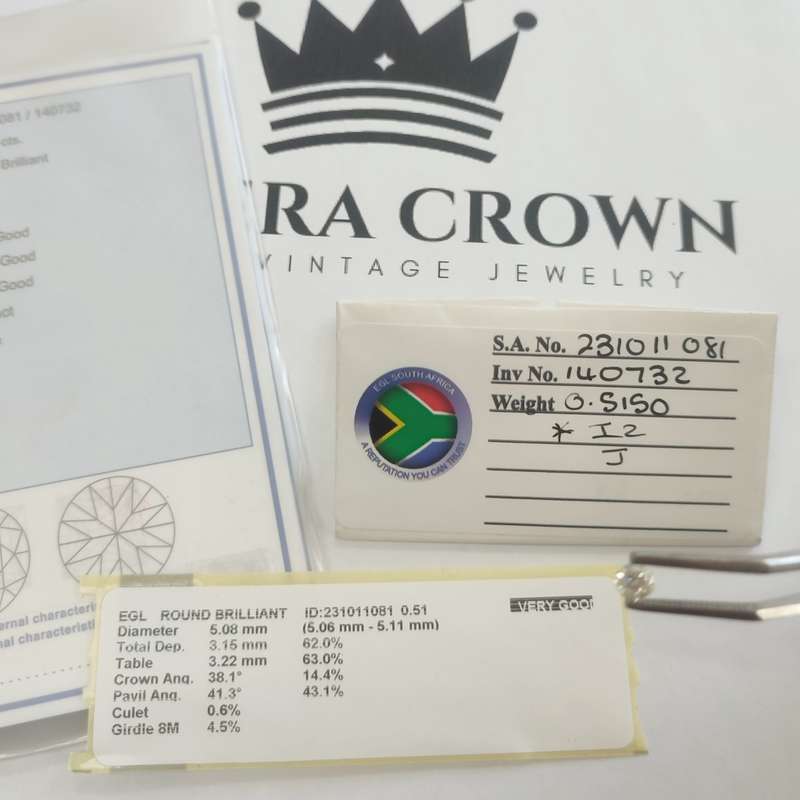 RA CROWN
VINTAGE JEWELRY
081 / 140732
cts.
Brilliant
Good
Good
Good
S.A. No. 231011 081
Inv No. 140732
Weight 0.5150
* I2
J
EGL SOUTH AFRICA
A REPUTATION YOU CAN TRUST
EGL ROUND BRILLIANT ID:231011081 0.51 VERY GOOD
Diameter 5.08 mm (5.06 mm - 5.11 mm)
Total Dep. 3.15 mm 62.0%
Table 3.22 mm 63.0%
Crown Ang. 38.1° 14.4%
Pavil Ang. 41.3° 43.1%
Culet 0.6%
Girdle 8M 4.5%